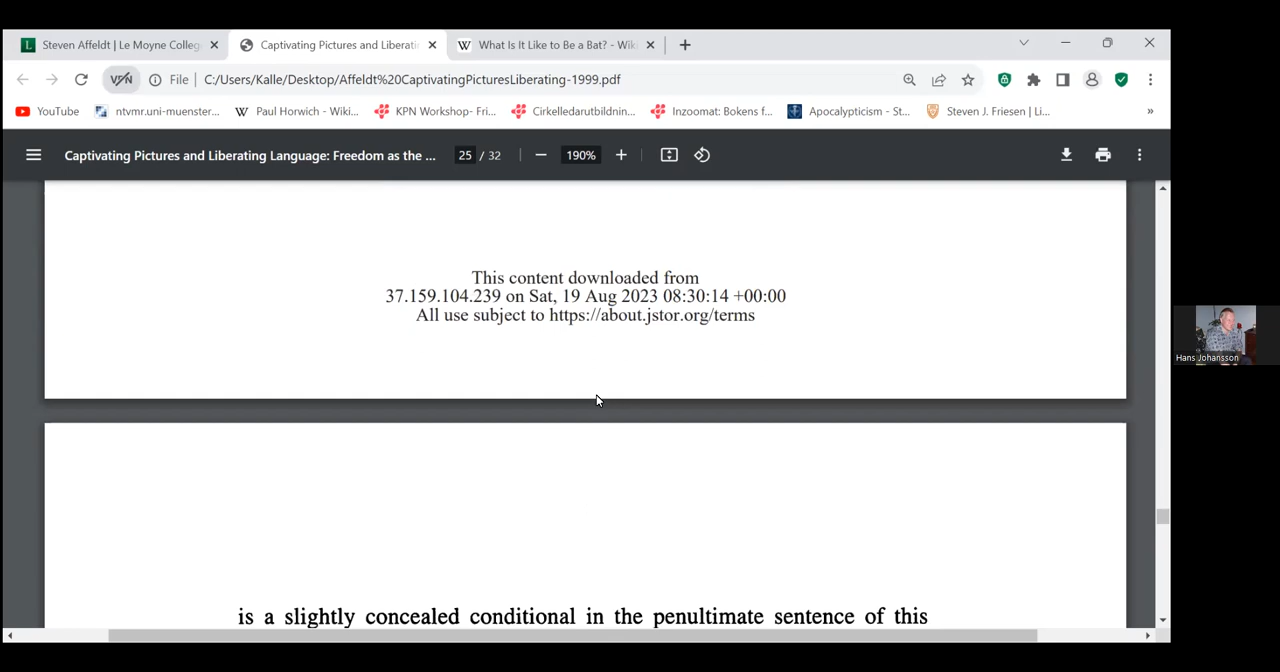 Steven Affeldt | Le Moyne Colleg
Captivating Pictures and Liberatin
What Is It Like to Be a Bat? - Wiki
VPN
File
C:/Users/Kalle/Desktop/Affeldt%20CaptivatingPicturesLiberating-1999.pdf
YouTube
ntvmr.uni-muenster...
Paul Horwich - Wiki...
KPN Workshop- Fri...
Cirkelledarutbildnin...
Inzoomat: Bokens f...
Apocalypticism - St...
Steven J. Friesen | Li...
»
Captivating Pictures and Liberating Language: Freedom as the ...
25 / 32
190%
This content downloaded from
37.159.104.239 on Sat, 19 Aug 2023 08:30:14 +00:00
All use subject to https://about.jstor.org/terms
Hans Johansson
is a slightly concealed conditional in the penultimate sentence of this